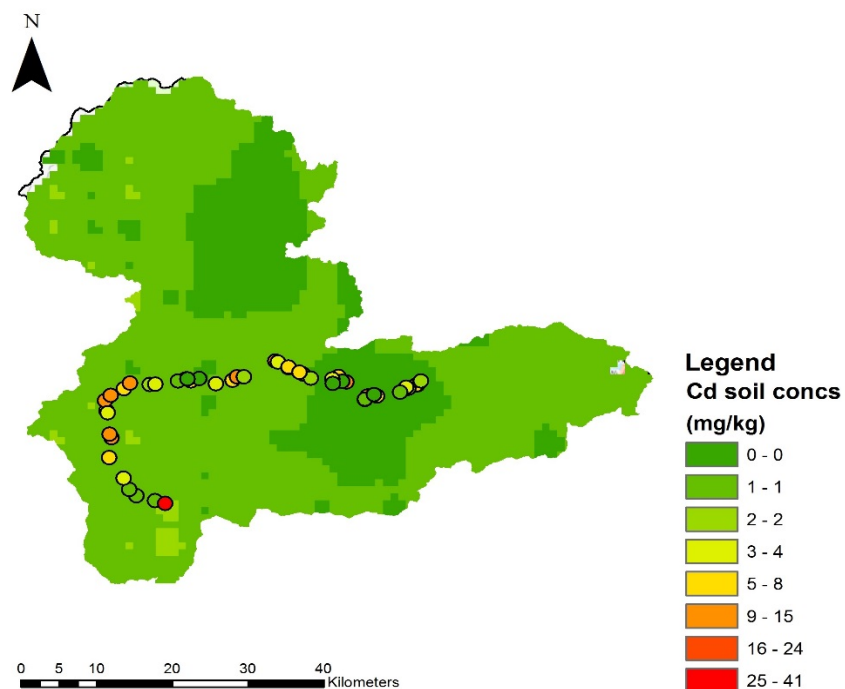 N
Legend
Cd soil concs
(mg/kg)
0 - 0
1 - 1
2 - 2
3 - 4
5 - 8
9 - 15
16 - 24
25 - 41
0 5 10 20 30 40
Kilometers